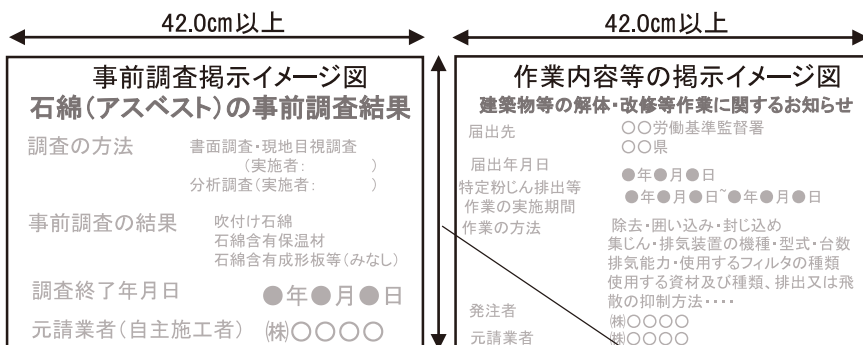 42.0cm以上
事前調査掲示イメージ図
石綿(アスベスト)の事前調査結果
調査の方法 書面調査・現地目視調査
(実施者: )
分析調査(実施者: )
事前調査の結果 吹付け石綿
石綿含有保温材
石綿含有成形板等(みなし)
調査終了年月日 ●年●月●日
元請業者(自主施工者) ㈱〇〇〇〇
42.0cm以上
作業内容等の掲示イメージ図
建築物等の解体・改修等作業に関するお知らせ
届出先 〇〇労働基準監督署
〇〇県
届出年月日 ●年●月●日
特定粉じん排出等 ●年●月●日~●年●月●日
作業の実施期間
作業の方法 除去・囲い込み・封じ込め
集じん・排気装置の機種・型式・台数
排気能力・使用するフィルタの種類
使用する資材及び種類、排出又は飛
散の抑制方法・・・・
発注者 ㈱〇〇〇〇
元請業者 ㈱〇〇〇〇